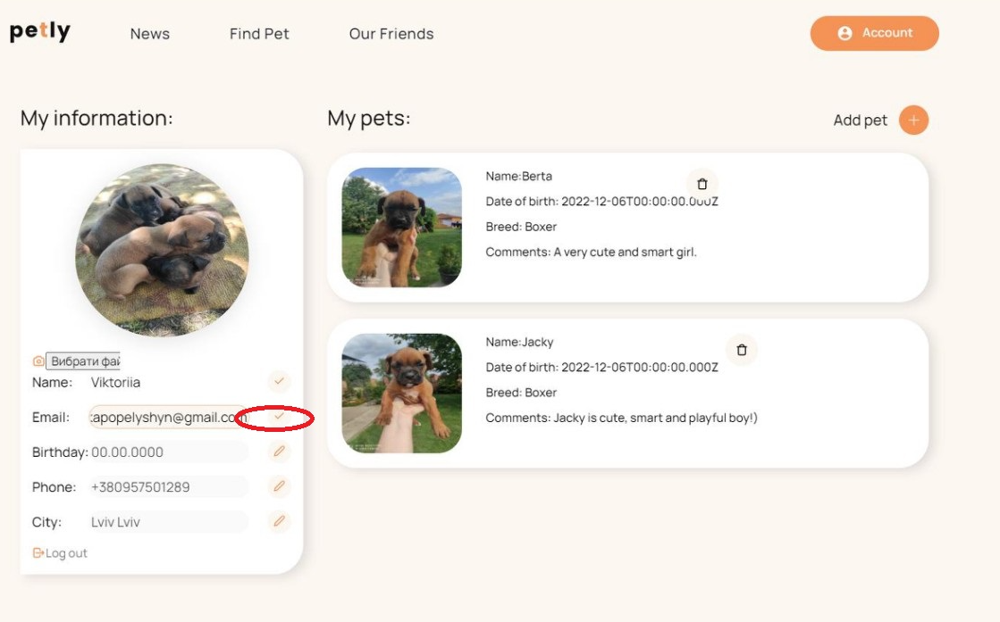 petly
News
Find Pet
Our Friends
Account
My information:
Вибрати фай
Name: Viktoriia
Email: apopelyshyn@gmail.com
Birthday: 00.00.0000
Phone: +380957501289
City: Lviv Lviv
Log out
My pets:
Add pet
Name:Berta
Date of birth: 2022-12-06T00:00:00.000Z
Breed: Boxer
Comments: A very cute and smart girl.
Name:Jacky
Date of birth: 2022-12-06T00:00:00.000Z
Breed: Boxer
Comments: Jacky is cute, smart and playful boy!)